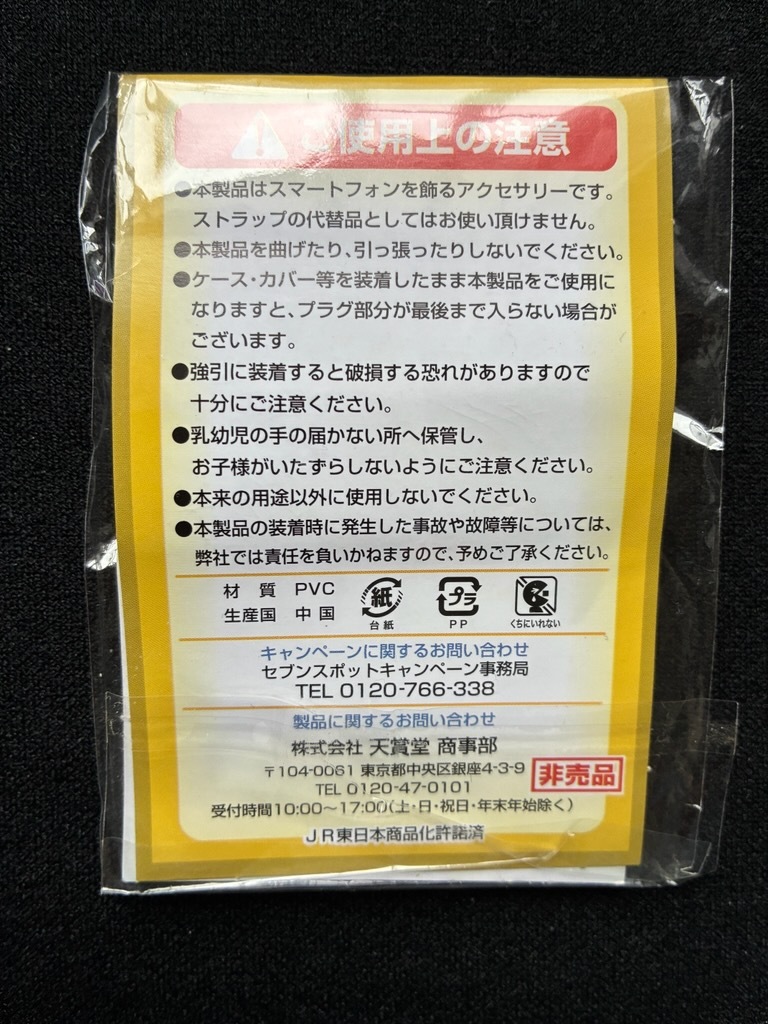 ご使用上の注意
●本製品はスマートフォンを飾るアクセサリーです。
ストラップの代替品としてはお使い頂けません。
●本製品を曲げたり、引っ張ったりしないでください。
●ケース・カバー等を装着したまま本製品をご使用に
なりますと、プラグ部分が最後まで入らない場合が
ございます。
●強引に装着すると破損する恐れがありますので
十分にご注意ください。
●乳幼児の手の届かない所へ保管し、
お子様がいたずらしないようにご注意ください。
●本来の用途以外に使用しないでください。
●本製品の装着時に発生した事故や故障等については、
弊社では責任を負いかねますので、予めご了承ください。
材 質 PVC
生産国 中 国
紙
台紙
プラ
PP
くちにいれない
キャンペーンに関するお問い合わせ
セブンスポットキャンペーン事務局
TEL 0120-766-338
製品に関するお問い合わせ
株式会社 天賞堂 商事部
〒104-0061 東京都中央区銀座4-3-9
TEL 0120-47-0101
非売品
受付時間10:00〜17:00(土・日・祝日・年末年始除く)
JR東日本商品化許諾済